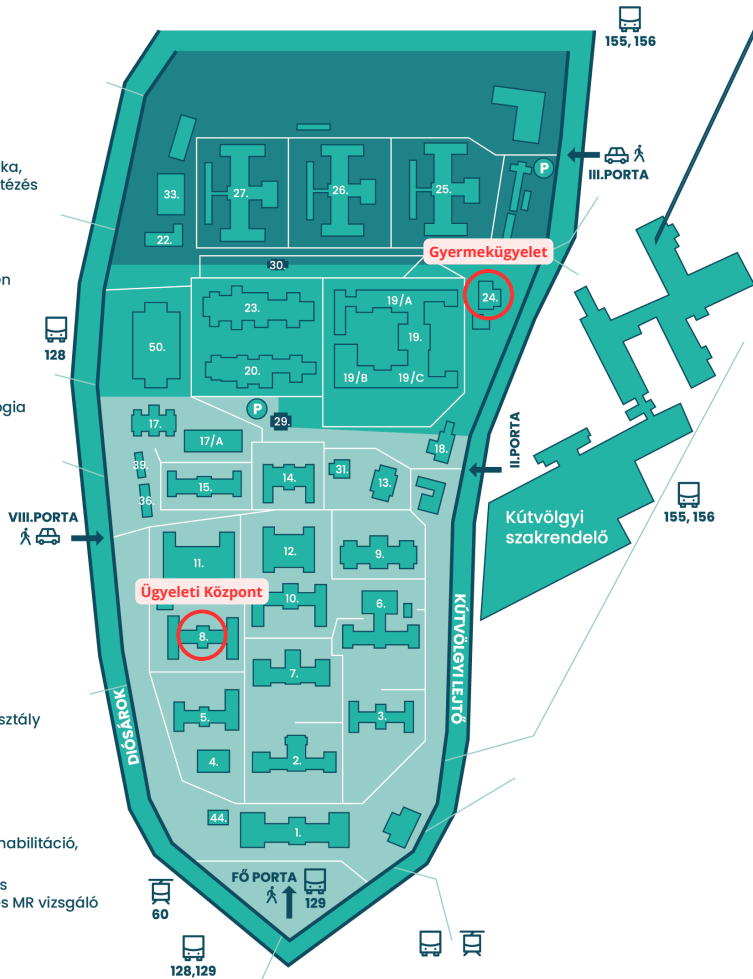 155, 156
ka,
tézés
III.PORTA
P
33.
27.
26.
25.
22.
Gyermekügyelet
30.
24.
en
23.
19/A
19.
50.
20.
19/B
19/C
128
P
29.
ogia
17.
17/A
18.
II.PORTA
39.
36.
15.
14.
31.
13.
155, 156
VIII.PORTA
Kútvölgyi
szakrendelő
11.
12.
9.
Ügyeleti Központ
10.
6.
8.
KÚTVÖLGYI LEJTŐ
7.
5.
3.
sztály
DIÓSÁROK
4.
2.
44.
1.
habilitáció,
FŐ PORTA
s
es MR vizsgáló
129
60
128,129